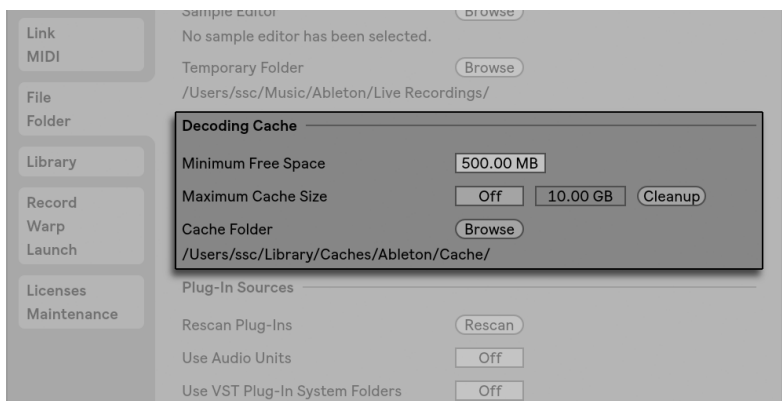 Link
MIDI
File
Folder
Library
Record
Warp
Launch
Licenses
Maintenance
Sample Editor Browse
No sample editor has been selected.
Temporary Folder Browse
/Users/ssc/Music/Ableton/Live Recordings/
Decoding Cache
Minimum Free Space 500.00 MB
Maximum Cache Size Off 10.00 GB Cleanup
Cache Folder Browse
/Users/ssc/Library/Caches/Ableton/Cache/
Plug-In Sources
Rescan Plug-Ins Rescan
Use Audio Units Off
Use VST Plug-In System Folders Off